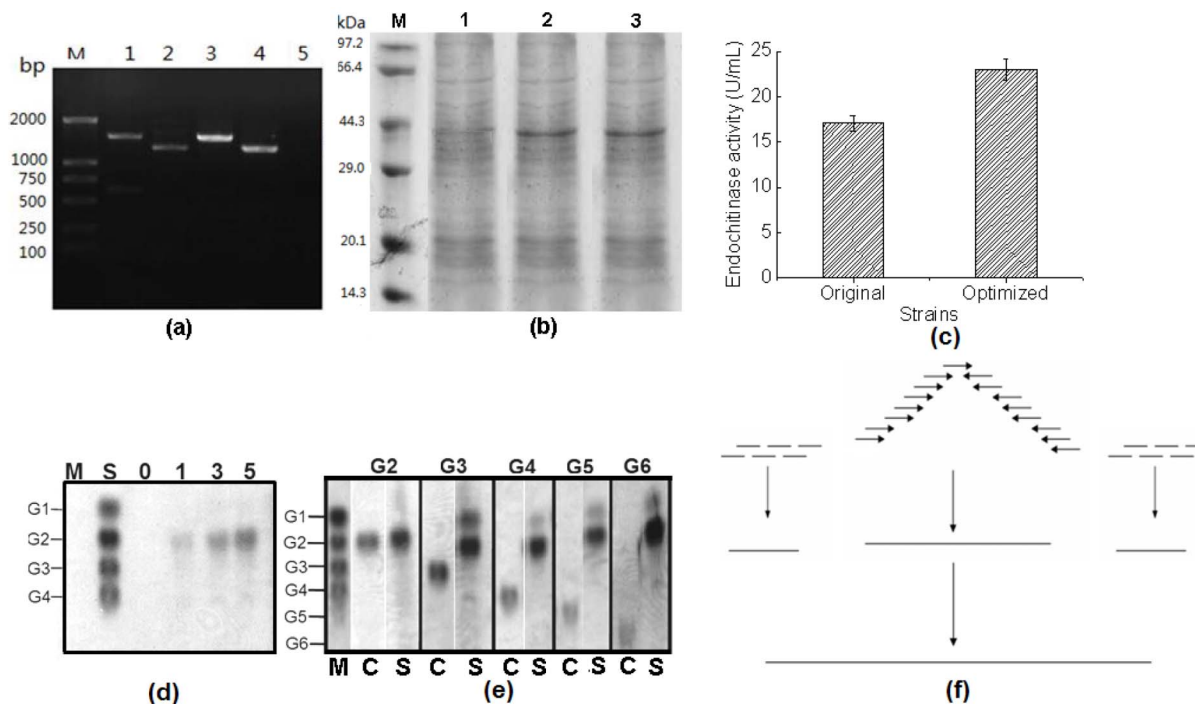 M 1 2 3 4 5
bp
2000
1000
750
500
250
100
(a)
kDa M 1 2 3
97.2
56.4
44.3
29.0
20.1
14.3
(b)
Endochitinase activity (U/mL)
25
20
15
10
5
0
Original Optimized
Strains
(c)
M S 0 1 3 5
G1
G2
G3
G4
(d)
G2 G3 G4 G5 G6
G1
G2
G3
G4
G5
G6
M C S C S C S C S C S
(e)
(f)